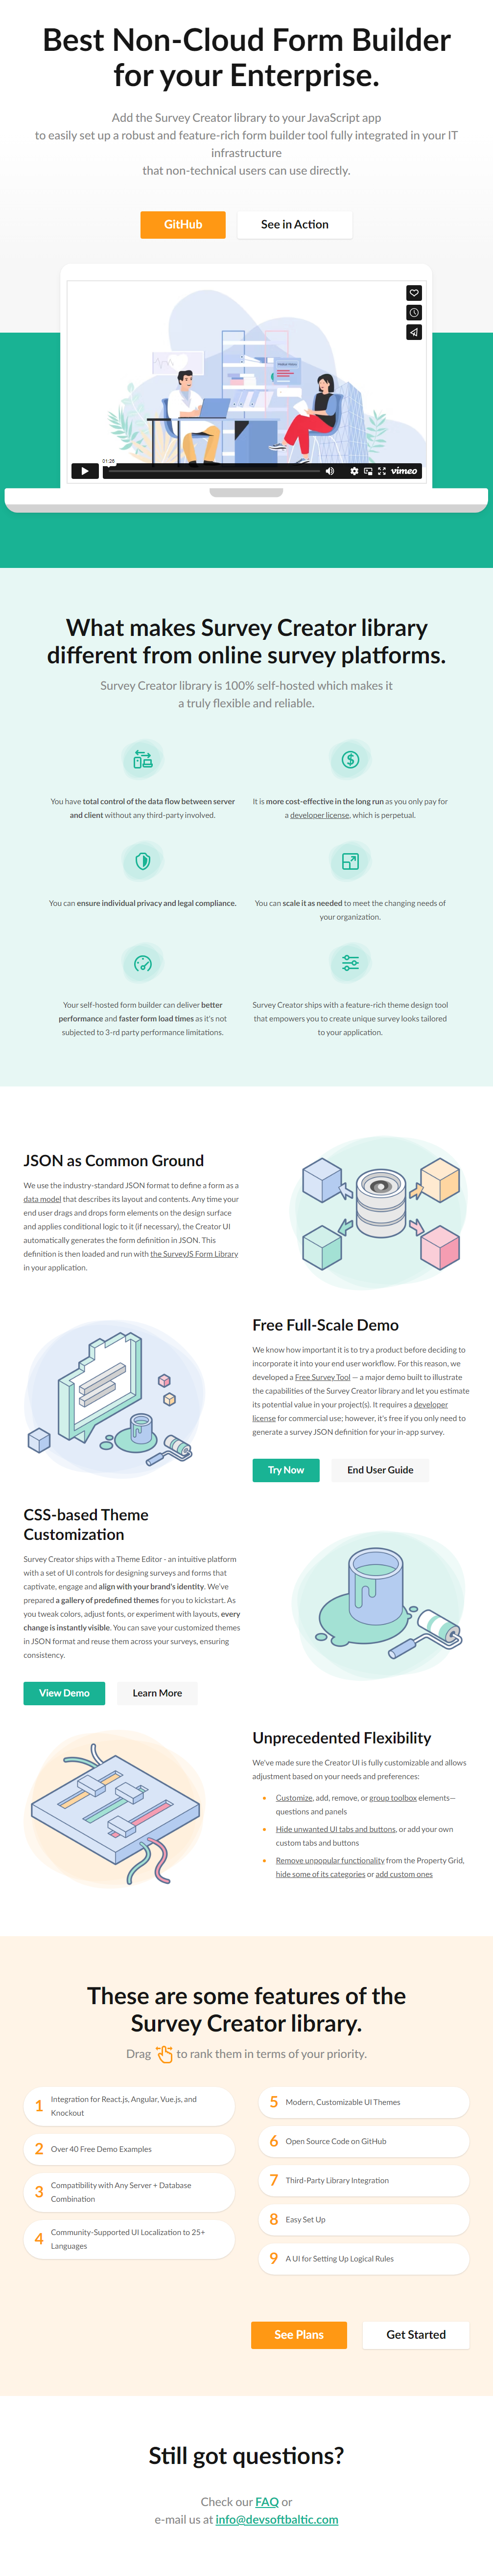 Best Non-Cloud Form Builder
for your Enterprise.
Add the Survey Creator library to your JavaScript app
to easily set up a robust and feature-rich form builder tool fully integrated in your IT
infrastructure
that non-technical users can use directly.
GitHub
See in Action
01:26
vimeo
What makes Survey Creator library
different from online survey platforms.
Survey Creator library is 100% self-hosted which makes it
a truly flexible and reliable.
You have total control of the data flow between server
and client without any third-party involved.
It is more cost-effective in the long run as you only pay for
a developer license, which is perpetual.
You can ensure individual privacy and legal compliance.
You can scale it as needed to meet the changing needs of
your organization.
Your self-hosted form builder can deliver better
performance and faster form load times as it's not
subjected to 3-rd party performance limitations.
Survey Creator ships with a feature-rich theme design tool
that empowers you to create unique survey looks tailored
to your application.
JSON as Common Ground
We use the industry-standard JSON format to define a form as a
data model that describes its layout and contents. Any time your
end user drags and drops form elements on the design surface
and applies conditional logic to it (if necessary), the Creator UI
automatically generates the form definition in JSON. This
definition is then loaded and run with the SurveyJS Form Library
in your application.
Free Full-Scale Demo
We know how important it is to try a product before deciding to
incorporate it into your end user workflow. For this reason, we
developed a Free Survey Tool — a major demo built to illustrate
the capabilities of the Survey Creator library and let you estimate
its potential value in your project(s). It requires a developer
license for commercial use; however, it's free if you only need to
generate a survey JSON definition for your in-app survey.
Try Now
End User Guide
CSS-based Theme
Customization
Survey Creator ships with a Theme Editor - an intuitive platform
with a set of UI controls for designing surveys and forms that
captivate, engage and align with your brand's identity. We've
prepared a gallery of predefined themes for you to kickstart. As
you tweak colors, adjust fonts, or experiment with layouts, every
change is instantly visible. You can save your customized themes
in JSON format and reuse them across your surveys, ensuring
consistency.
View Demo
Learn More
Unprecedented Flexibility
We've made sure the Creator UI is fully customizable and allows
adjustment based on your needs and preferences:
• Customize, add, remove, or group toolbox elements—
questions and panels
• Hide unwanted UI tabs and buttons, or add your own
custom tabs and buttons
• Remove unpopular functionality from the Property Grid,
hide some of its categories or add custom ones
These are some features of the
Survey Creator library.
Drag to rank them in terms of your priority.
1 Integration for React.js, Angular, Vue.js, and
Knockout
2 Over 40 Free Demo Examples
3 Compatibility with Any Server + Database
Combination
4 Community-Supported UI Localization to 25+
Languages
5 Modern, Customizable UI Themes
6 Open Source Code on GitHub
7 Third-Party Library Integration
8 Easy Set Up
9 A UI for Setting Up Logical Rules
See Plans
Get Started
Still got questions?
Check our FAQ or
e-mail us at info@devsoftbaltic.com